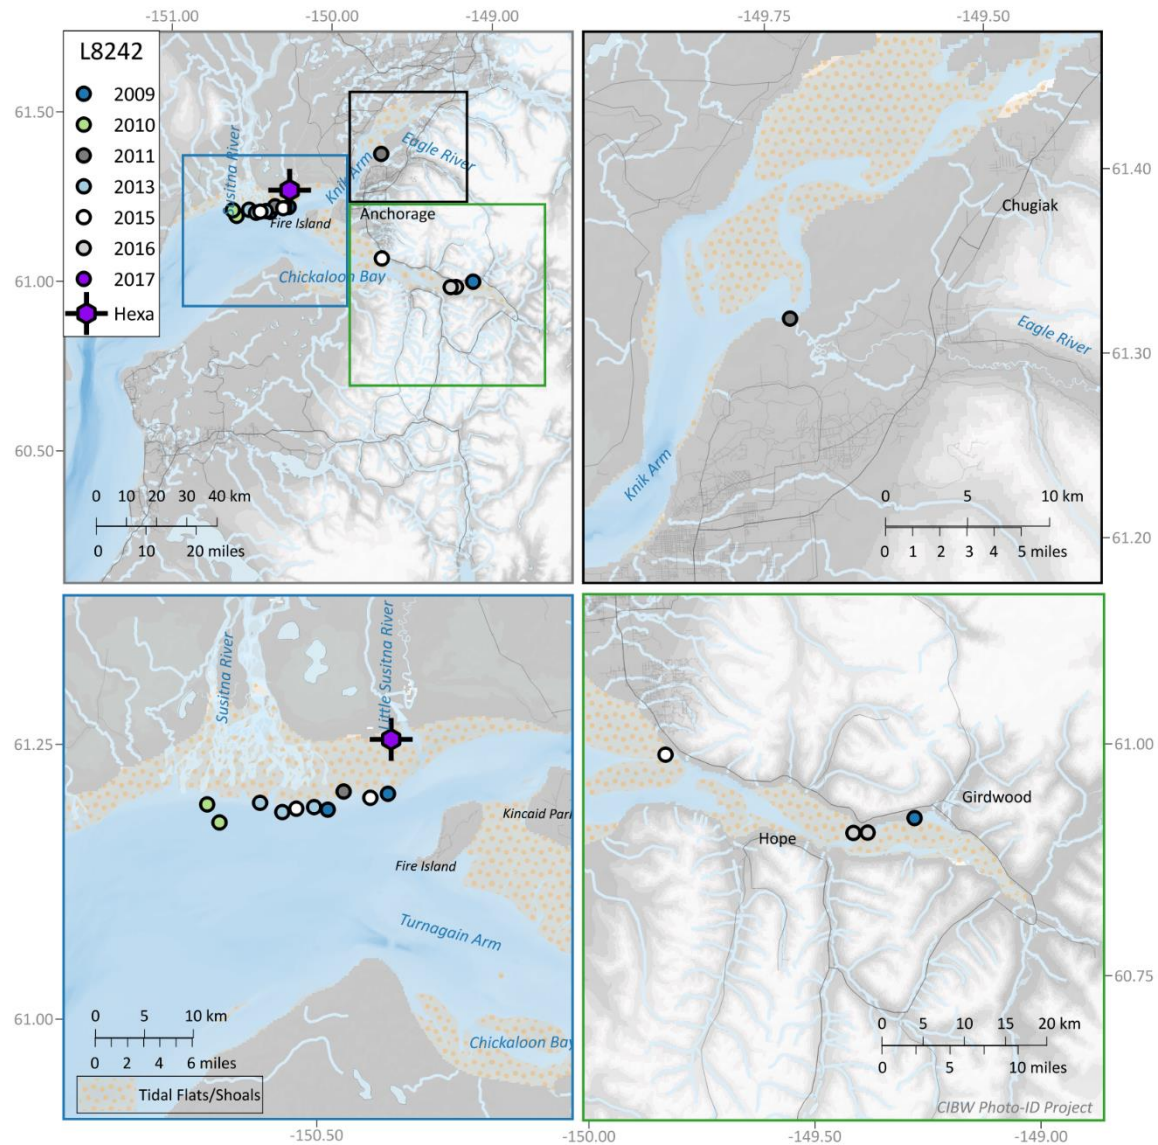 -151.00 -150.00 -149.00 -149.75 -149.50
L8242
2009
2010
2011
2013
2015
2016
2017
Hexa
61.50
61.00
60.50
Susitna River
Knik Arm
Eagle River
Anchorage
Fire Island
Chickaloon Bay
0 10 20 30 40 km
0 10 20 miles
61.40
61.30
61.20
Chugiak
Eagle River
Knik Arm
0 5 10 km
0 1 2 3 4 5 miles
Susitna River
Little Susitna River
61.25
61.00
Kincaid Par
Fire Island
Turnagain Arm
Chickaloon Bay
0 5 10 km
0 2 4 6 miles
Tidal Flats/Shoals
61.00
60.75
Girdwood
Hope
0 5 10 15 20 km
0 5 10 miles
CIBW Photo-ID Project
-150.50 -150.00 -149.50 -149.00